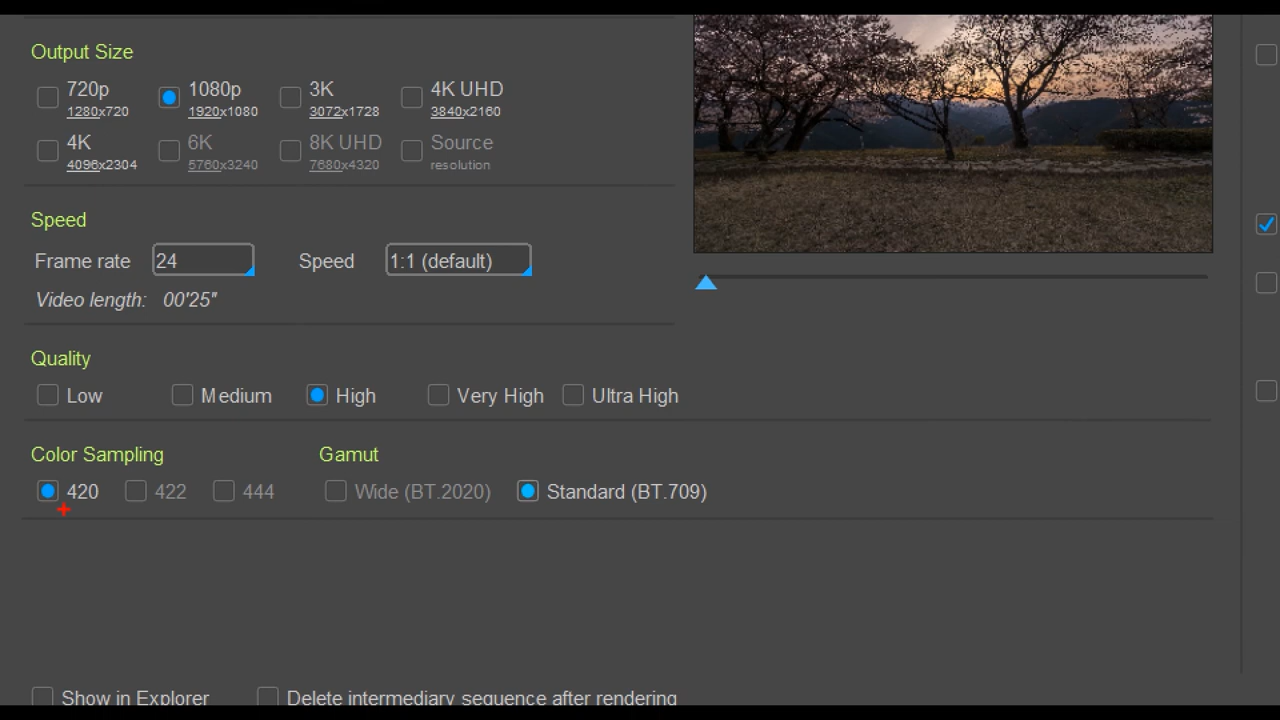 Output Size
720p 1080p 3K 4K UHD
1280x720 1920x1080 3072x1728 3840x2160
4K 6K 8K UHD Source
4096x2304 5760x3240 7680x4320 resolution
Speed
Frame rate 24 Speed 1:1 (default)
Video length: 00'25"
Quality
Low Medium High Very High Ultra High
Color Sampling Gamut
420 422 444 Wide (BT.2020) Standard (BT.709)
Show in Explorer Delete intermediary sequence after rendering